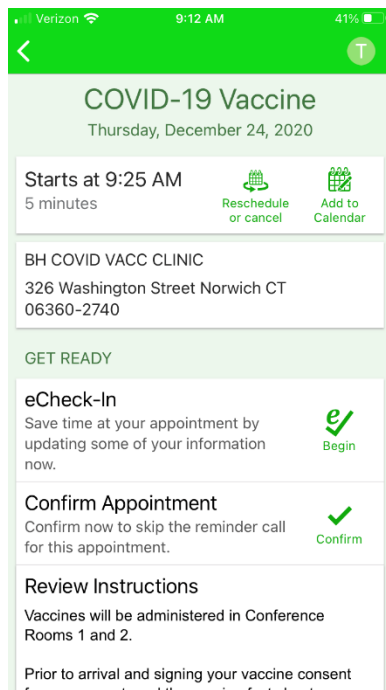 Verizon 9:12 AM 41%
T
COVID-19 Vaccine
Thursday, December 24, 2020
Starts at 9:25 AM
5 minutes
Reschedule
or cancel
Add to
Calendar
BH COVID VACC CLINIC
326 Washington Street Norwich CT
06360-2740
GET READY
eCheck-In
Save time at your appointment by
updating some of your information
now.
Begin
Confirm Appointment
Confirm now to skip the reminder call
for this appointment.
Confirm
Review Instructions
Vaccines will be administered in Conference
Rooms 1 and 2.
Prior to arrival and signing your vaccine consent